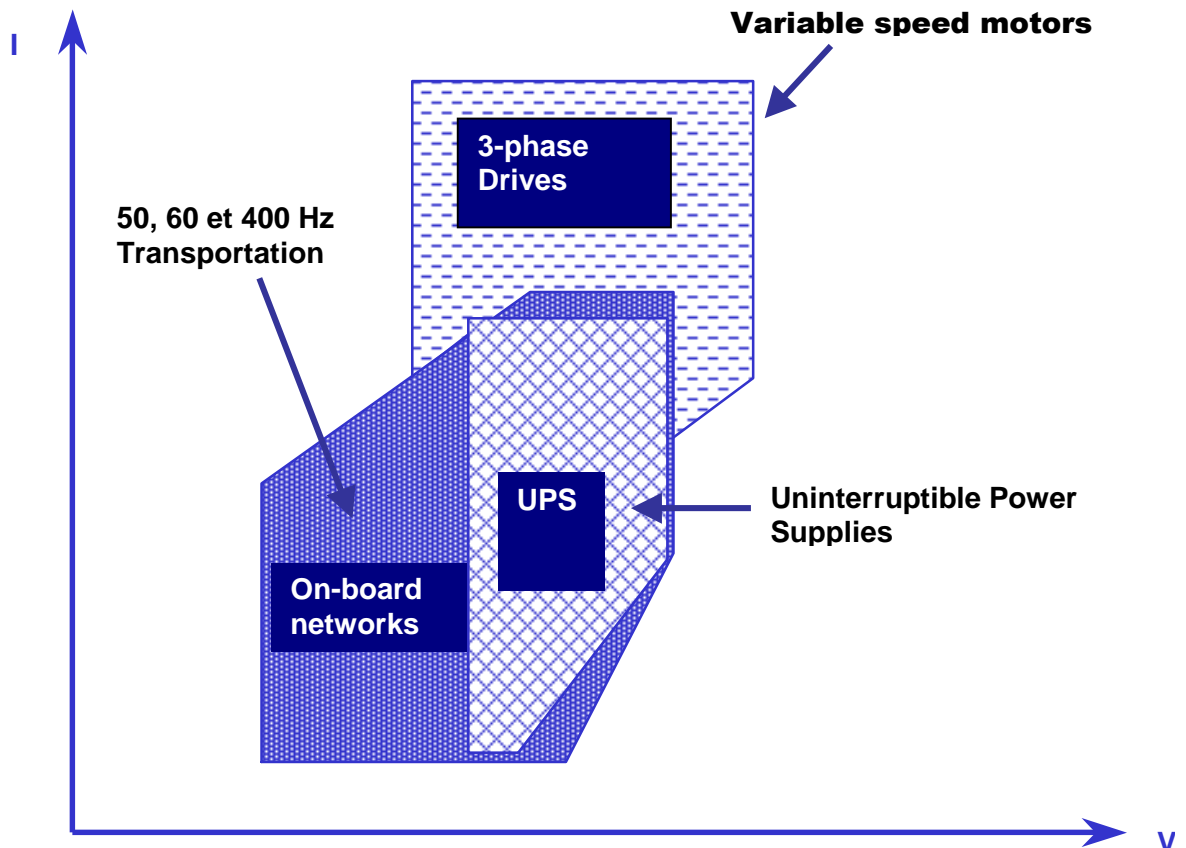 I
Variable speed motors
3-phase
Drives
50, 60 et 400 Hz
Transportation
UPS
Uninterruptible Power
Supplies
On-board
networks
V